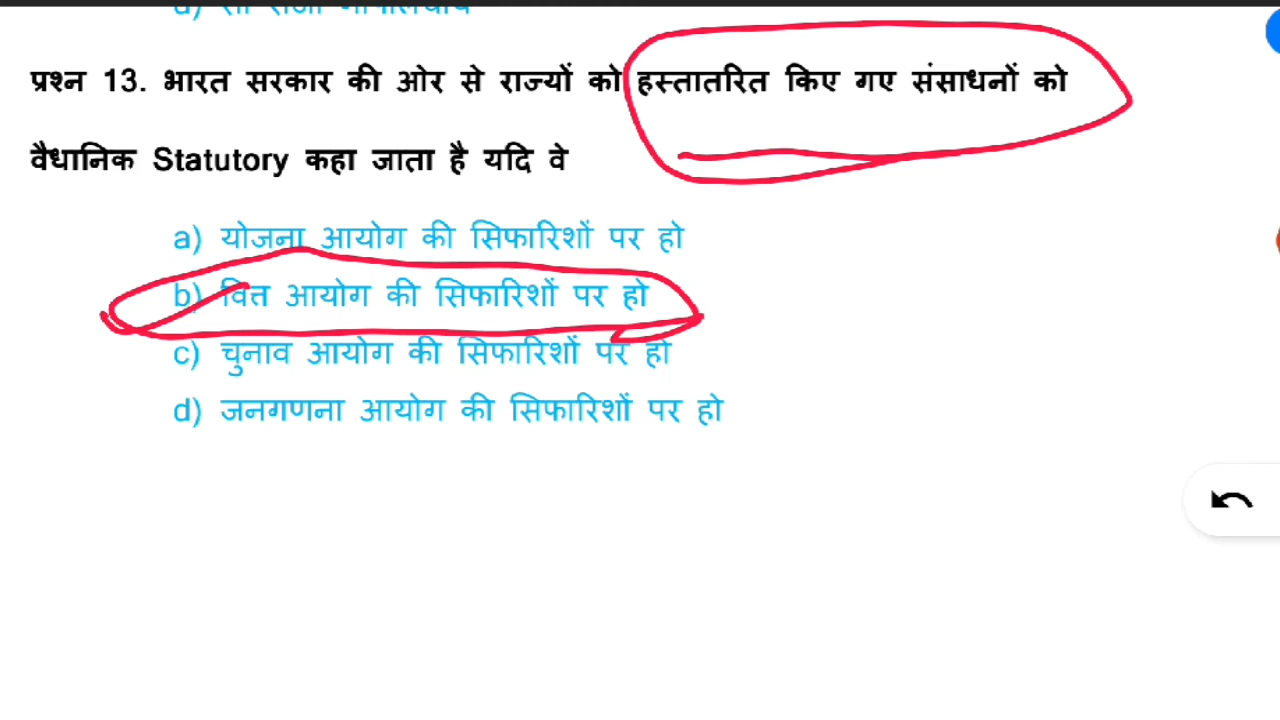 प्रश्न 13. भारत सरकार की ओर से राज्यों को हस्तातरित किए गए संसाधनों को
वैधानिक Statutory कहा जाता है यदि वे
a) योजना आयोग की सिफारिशों पर हो
b) वित्त आयोग की सिफारिशों पर हो
c) चुनाव आयोग की सिफारिशों पर हो
d) जनगणना आयोग की सिफारिशों पर हो